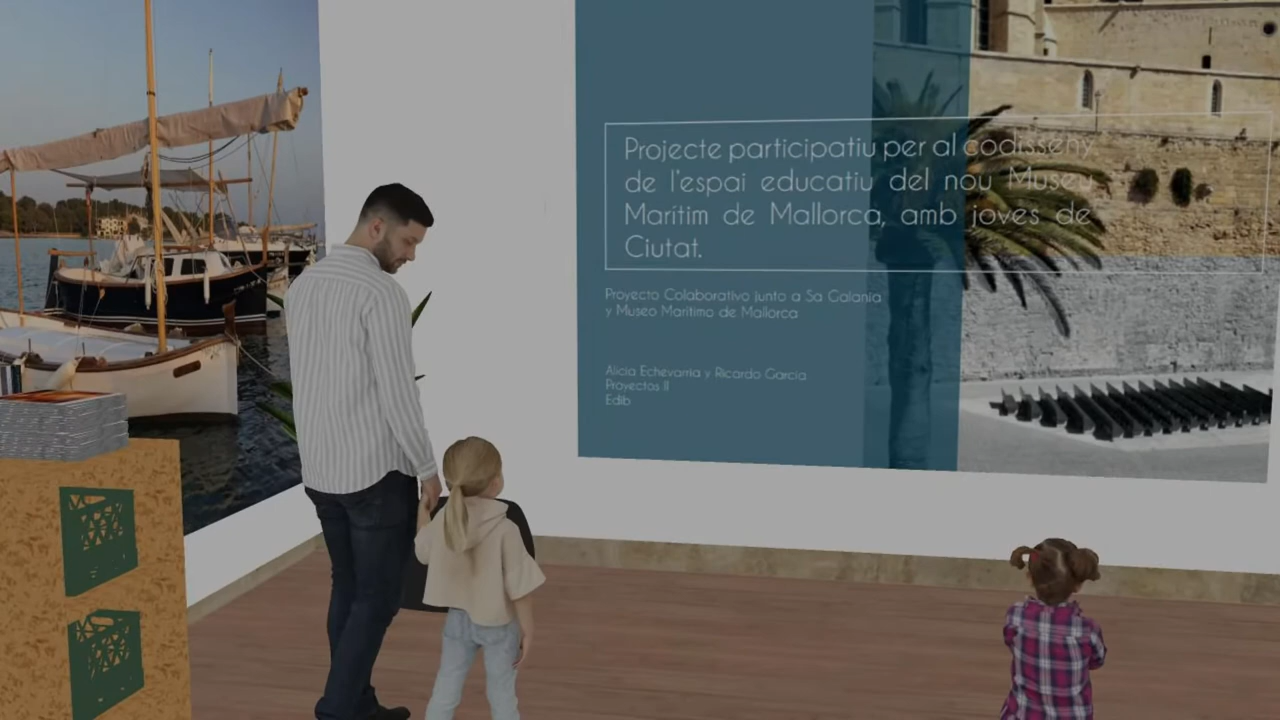 Projecte participatiu per al codisseny
de l'espai educatiu del nou Museu
Marítim de Mallorca, amb joves de
Ciutat.
Proyecto Colaborativo junto a Sa Galania
y Museo Marítimo de Mallorca
Alicia Echevarria y Ricardo García
Proyectos II
Edib